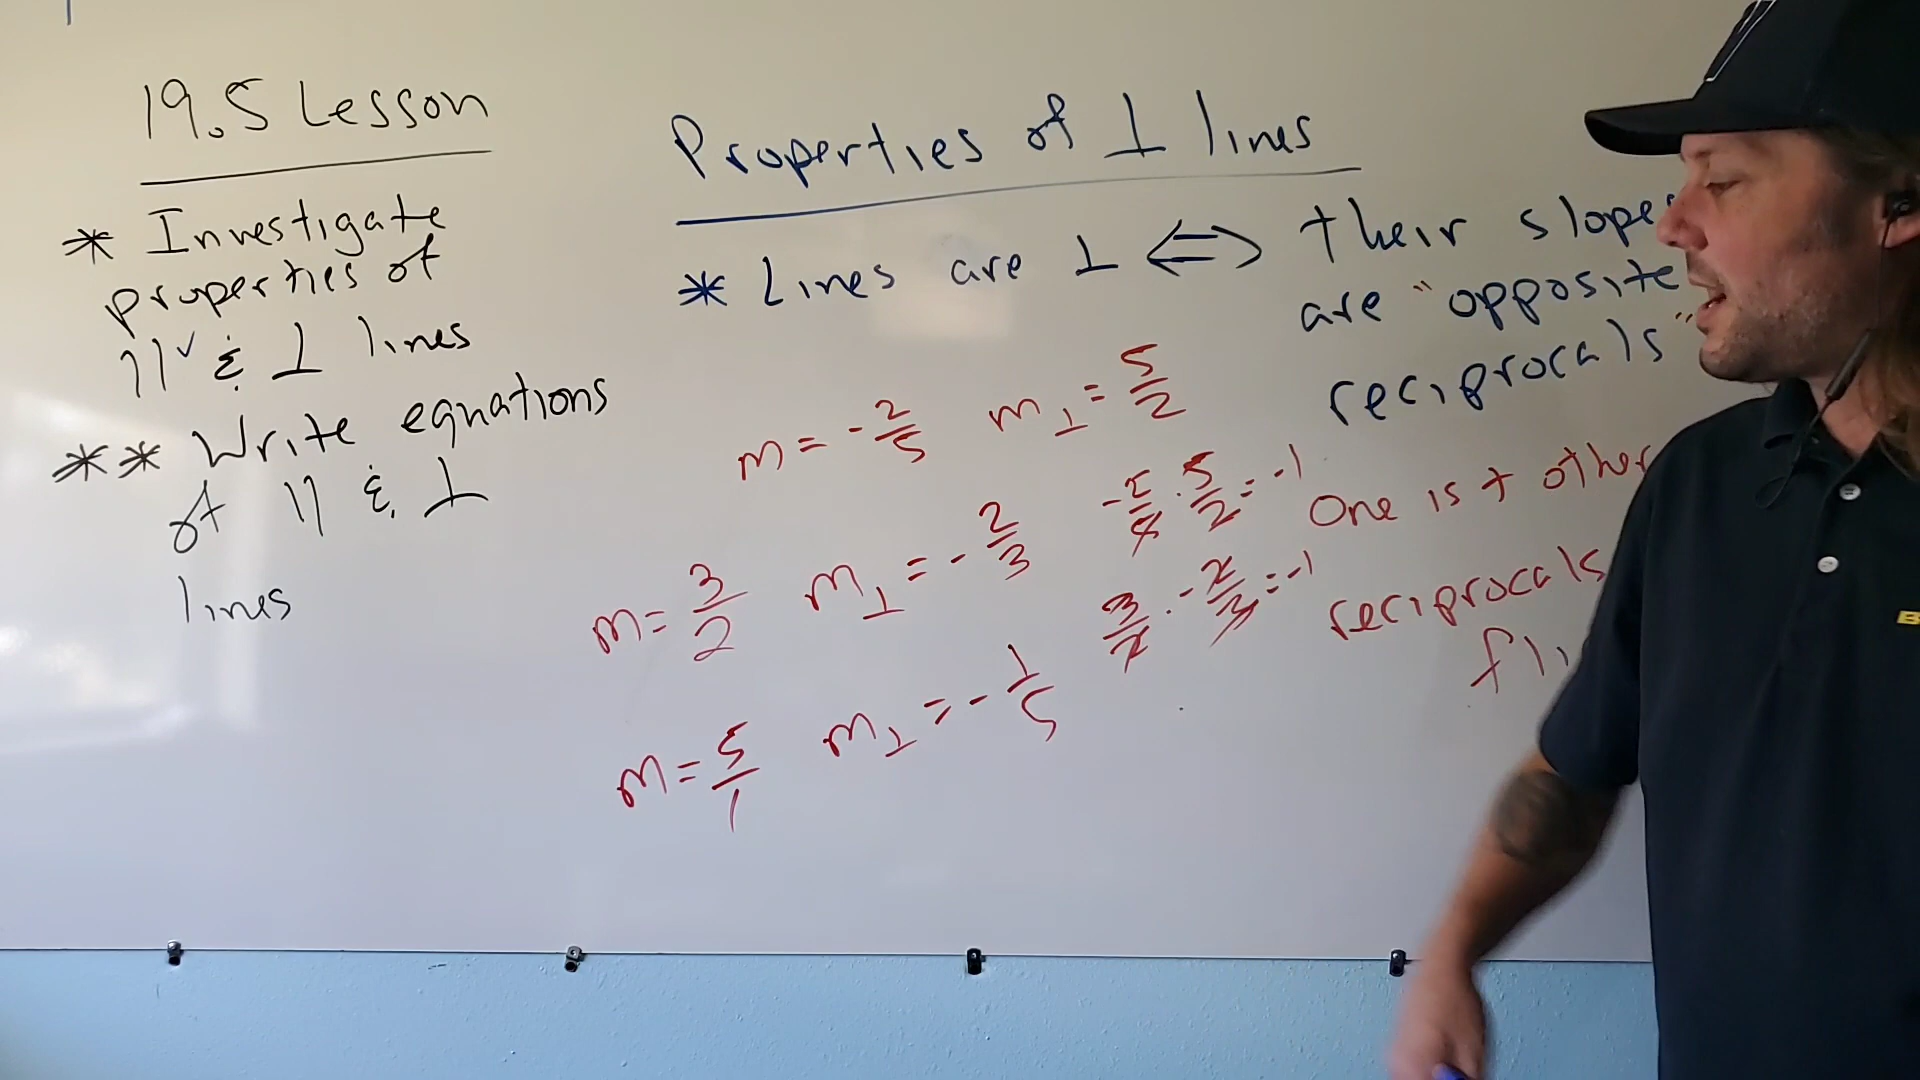 19.5 Lesson
* Investigate
properties of
|| ✓ & ⊥ lines
** Write equations
of || & ⊥
lines
Properties of ⊥ lines
* Lines are ⊥ ⟺ their slopes
are "opposite
reciprocals"
m = -2/5 m⊥ = 5/2
-2/5 · 5/2 = -1
One is + other
m = 3/2 m⊥ = -2/3
3/2 · -2/3 = -1
reciprocals
m = 5/1 m⊥ = -1/5